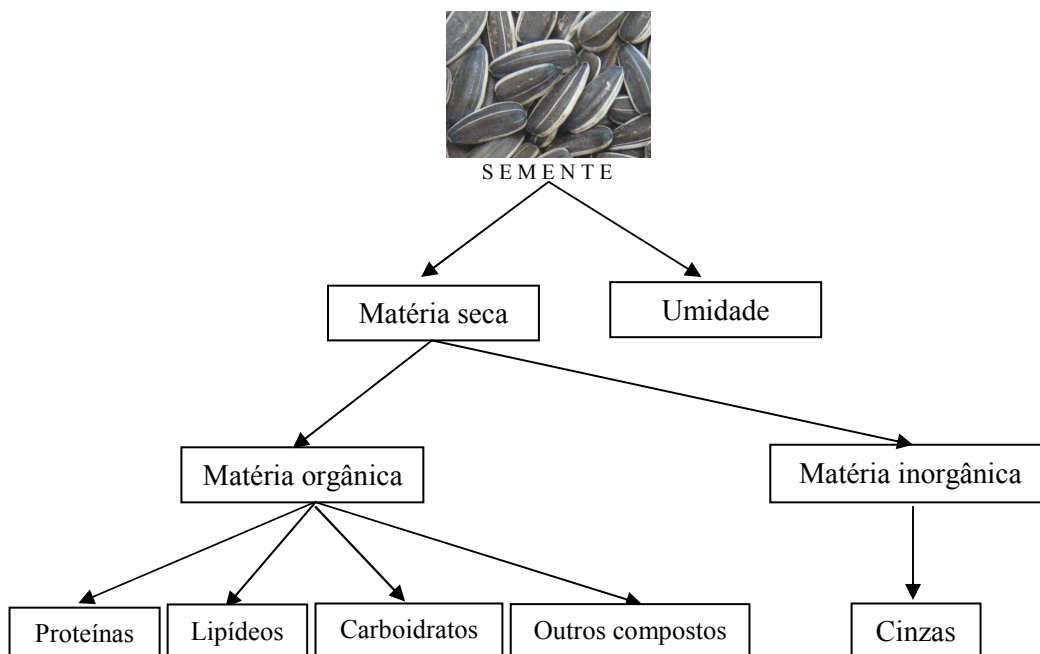 SEMENTE
Matéria seca
Umidade
Matéria orgânica
Matéria inorgânica
Proteínas
Lipídeos
Carboidratos
Outros compostos
Cinzas